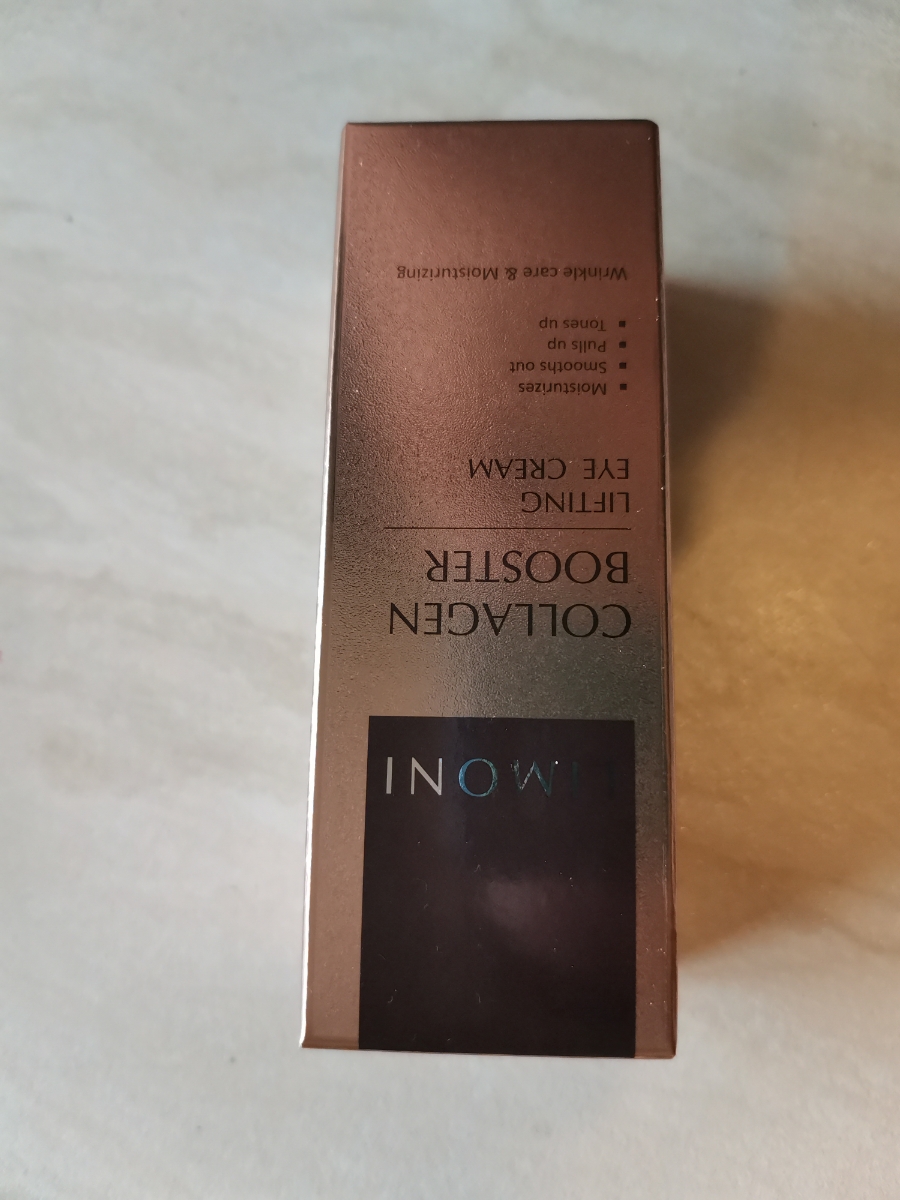 LIMONI
COLLAGEN
BOOSTER
LIFTING
EYE CREAM
▪ Moisturizes
▪ Smooths out
▪ Pulls up
▪ Tones up
Wrinkle care & Moisturizing